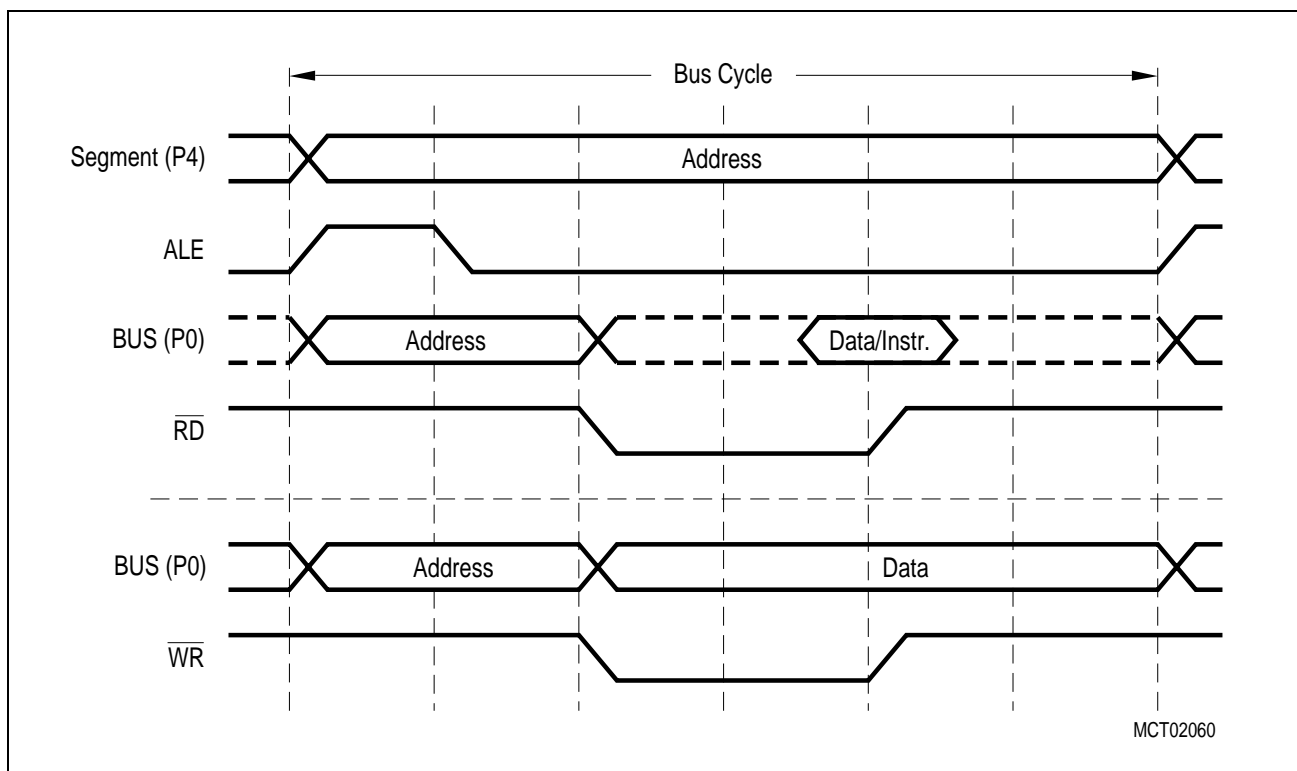 Bus Cycle
Segment (P4)
Address
ALE
BUS (P0)
Address
Data/Instr.
RD
BUS (P0)
Address
Data
WR
MCT02060